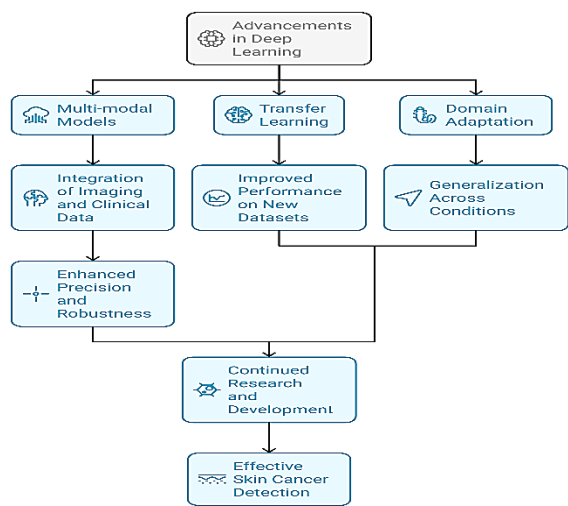 Advancements
in Deep
Learning
Multi-modal
Models
Transfer
Learning
Domain
Adaptation
Integration
of Imaging
and Clinical
Data
Improved
Performance
on New
Datasets
Generalization
Across
Conditions
Enhanced
Precision
and
Robustness
Continued
Research
and
Development
Effective
Skin Cancer
Detection